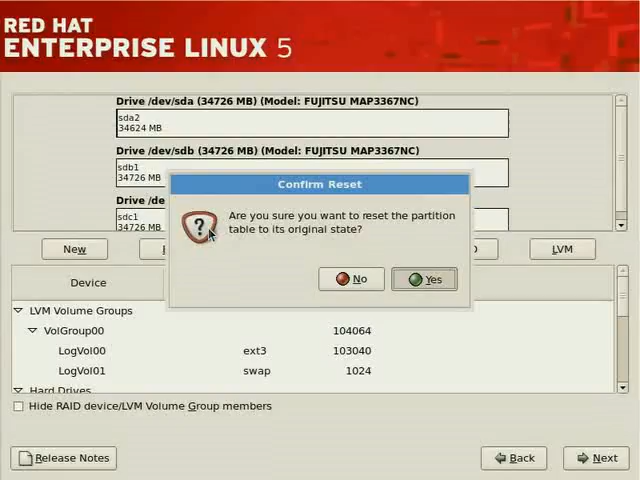 RED HAT
ENTERPRISE LINUX 5
Drive /dev/sda (34726 MB) (Model: FUJITSU MAP3367NC)
sda2
34624 MB
Drive /dev/sdb (34726 MB) (Model: FUJITSU MAP3367NC)
sdb1
34726
Drive /de
sdc1
34726
Confirm Reset
Are you sure you want to reset the partition
table to its original state?
No
Yes
New
LVM
Device
LVM Volume Groups
VolGroup00 104064
LogVol00 ext3 103040
LogVol01 swap 1024
Hard Drives
Hide RAID device/LVM Volume Group members
Release Notes
Back
Next